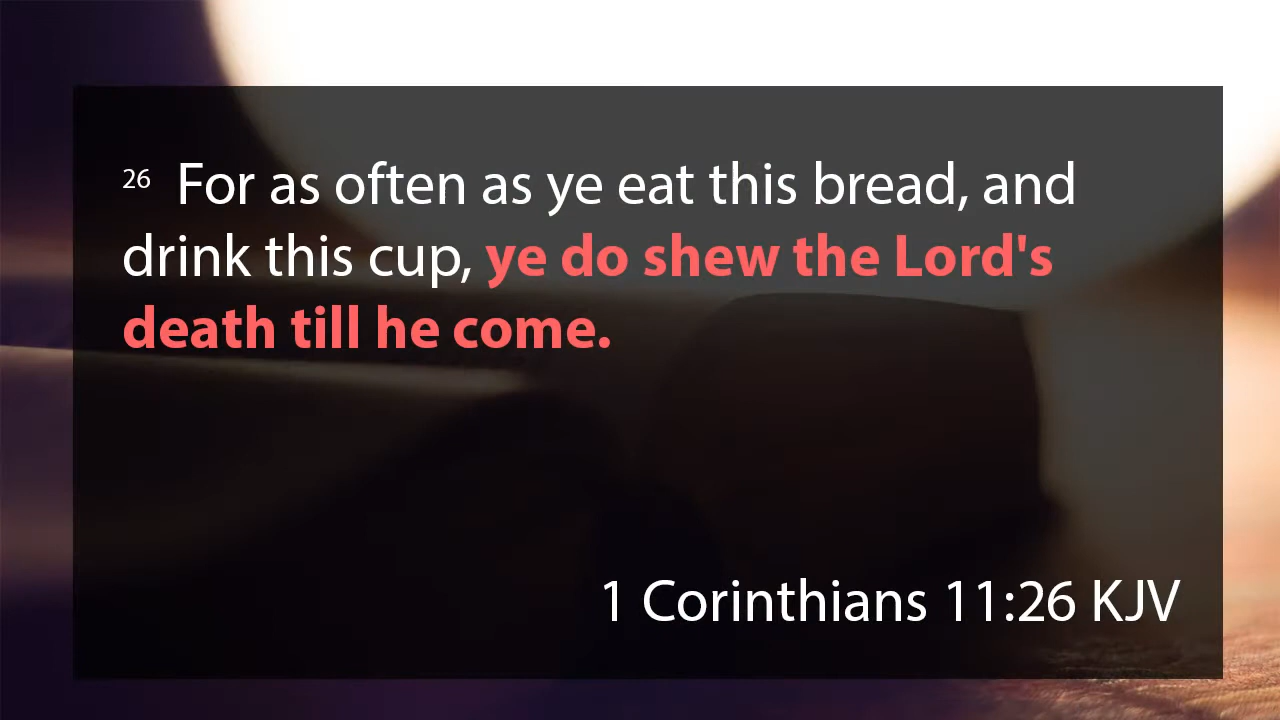 26 For as often as ye eat this bread, and
drink this cup, ye do shew the Lord's
death till he come.
1 Corinthians 11:26 KJV